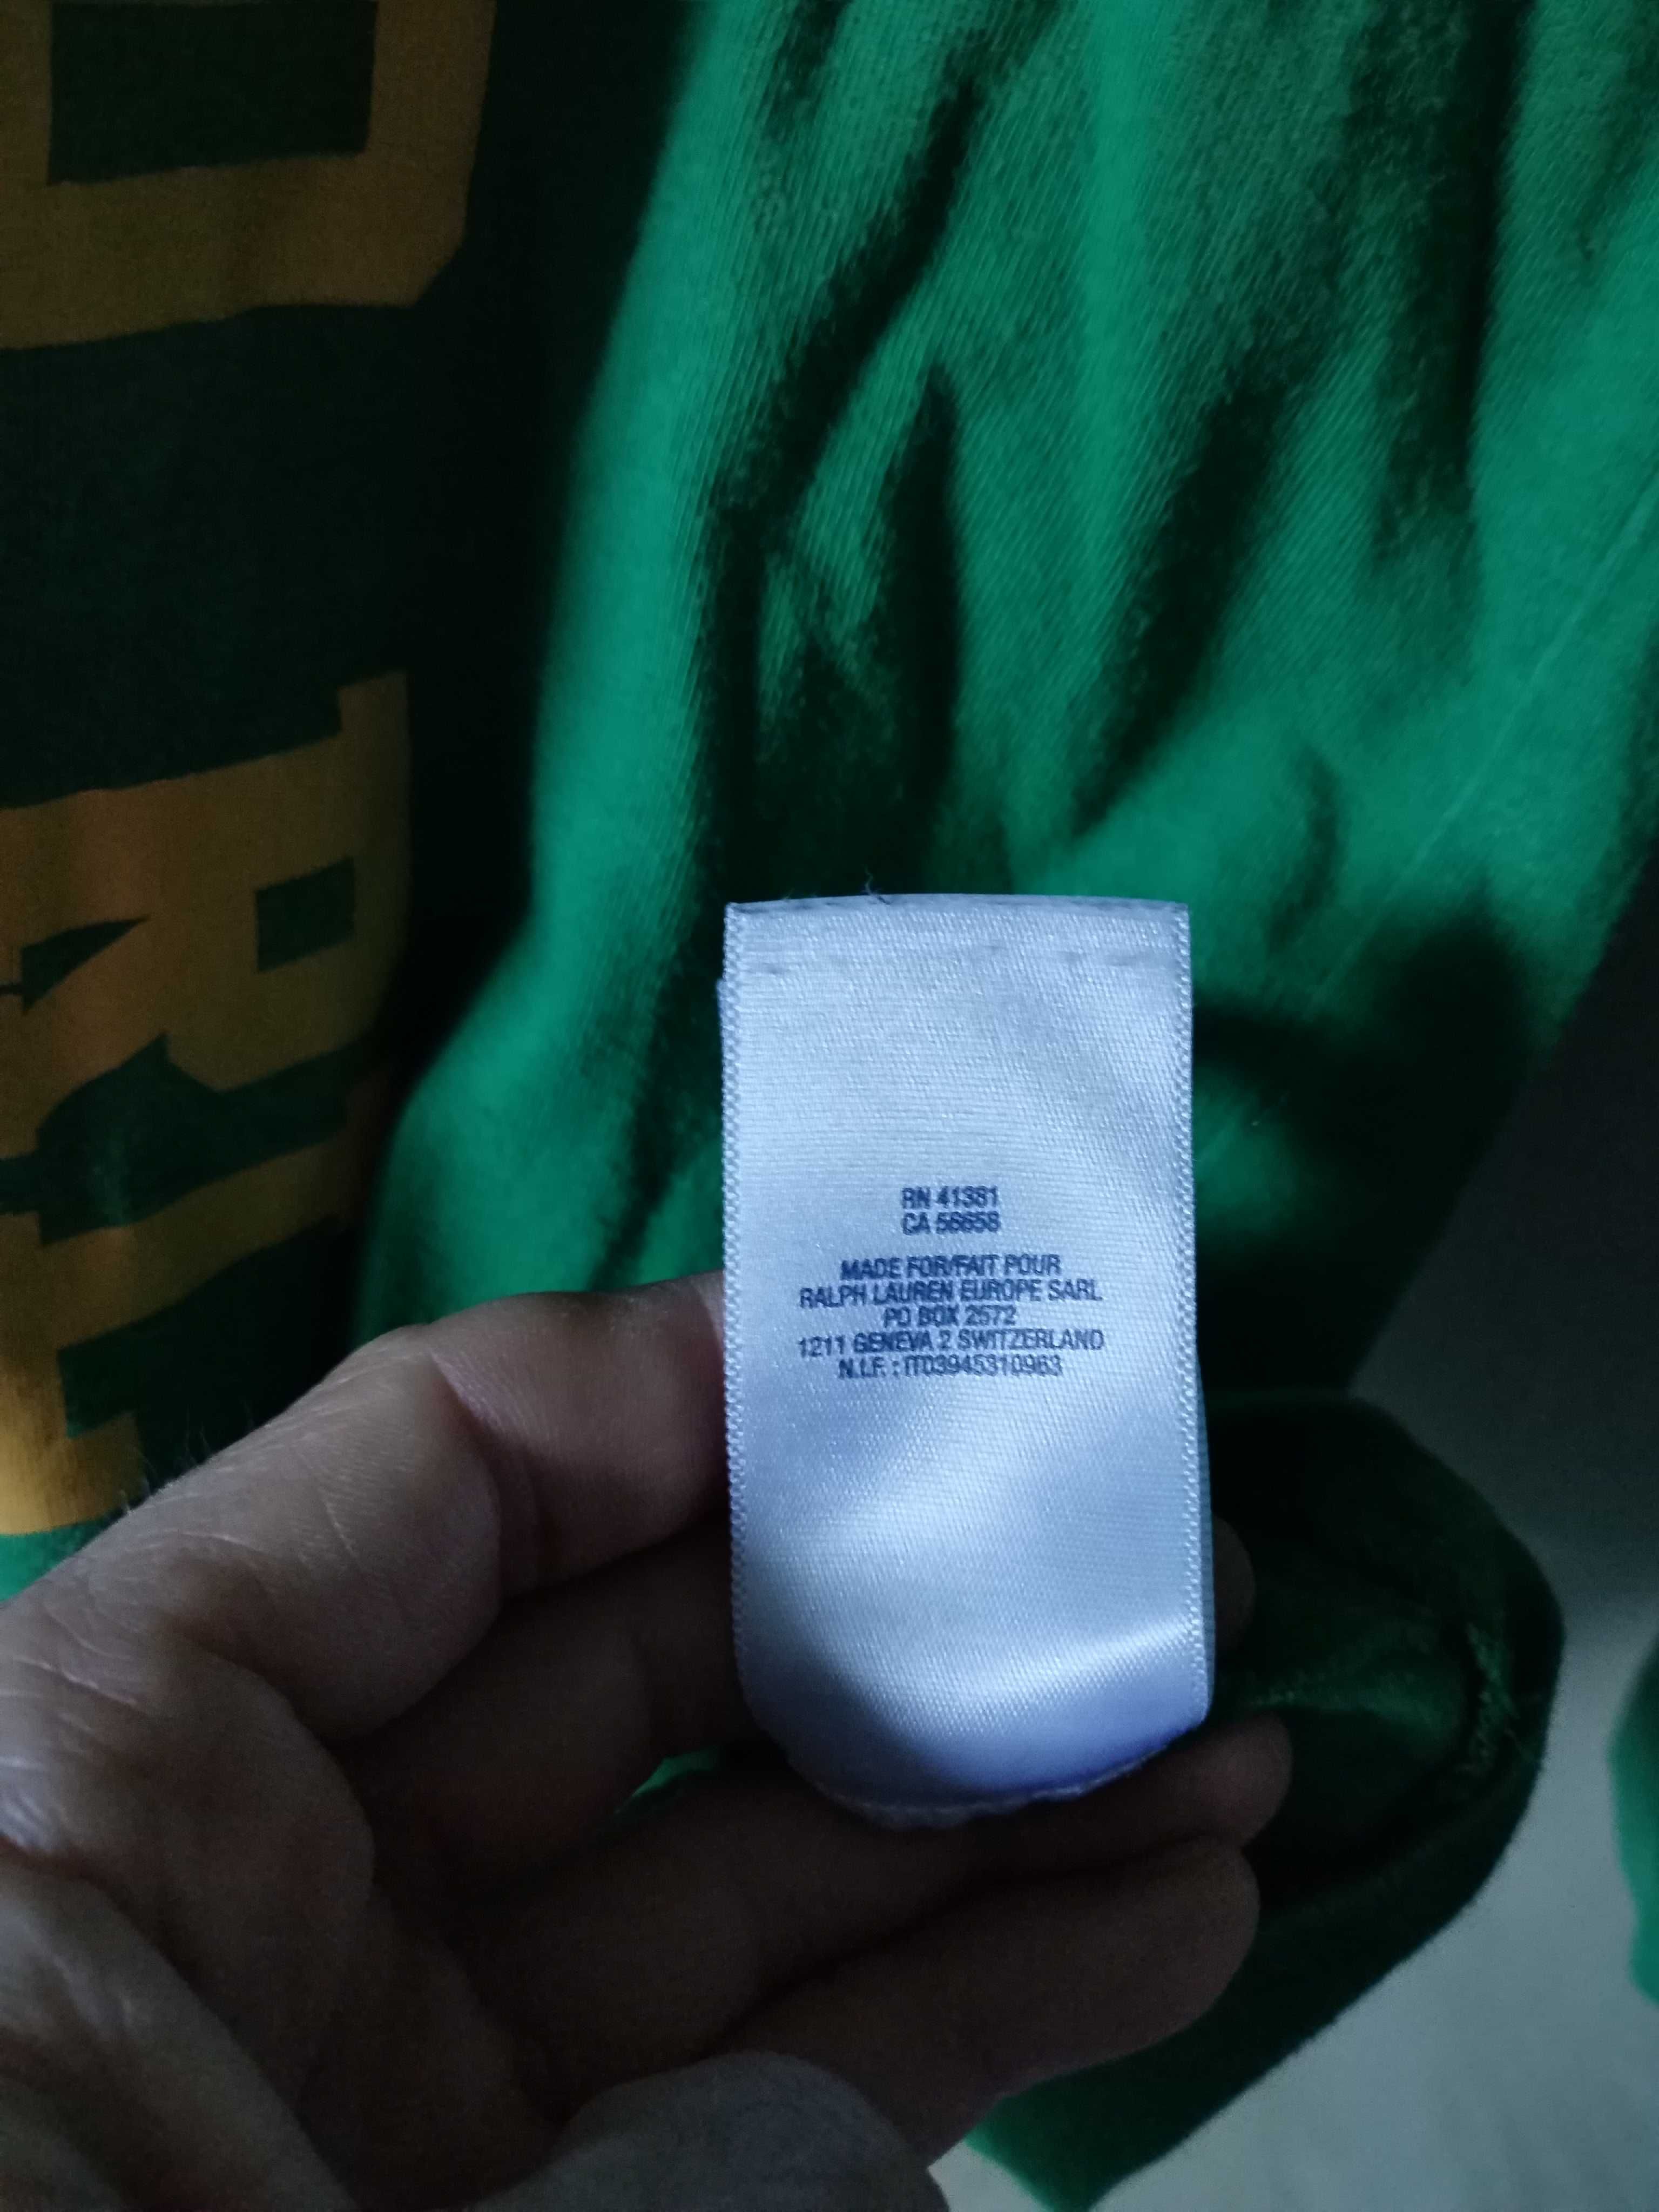 RN 41381
CA 56658
MADE FOR/FAIT POUR
RALPH LAUREN EUROPE SARL
PO BOX 2572
1211 GENEVA 2 SWITZERLAND
N.I.F. : IT03945310963